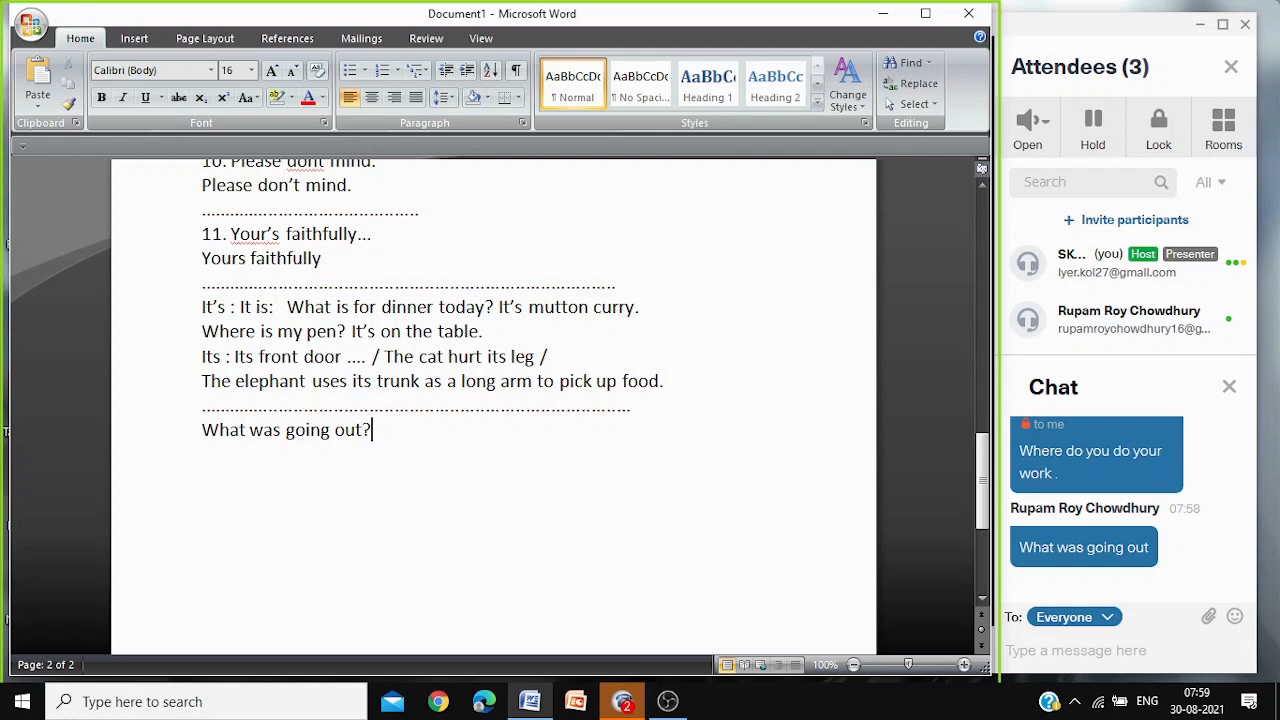 Document1 - Microsoft Word
Home Insert Page Layout References Mailings Review View
Paste
Clipboard
Calibri (Body) 16
Font
Paragraph
AaBbCcDc AaBbCcDc AaBbCc AaBbCc
¶ Normal ¶ No Spaci... Heading 1 Heading 2
Change Styles
Styles
Find
Replace
Select
Editing
10. Please dont mind.
Please don’t mind.
11. Your’s faithfully...
Yours faithfully
It’s : It is: What is for dinner today? It’s mutton curry.
Where is my pen? It’s on the table.
Its : Its front door .... / The cat hurt its leg /
The elephant uses its trunk as a long arm to pick up food.
What was going out?
Page: 2 of 2
100%
Attendees (3)
Open Hold Lock Rooms
Search All
+ Invite participants
SK... (you) Host Presenter
lyer.kol27@gmail.com
Rupam Roy Chowdhury
rupamroychowdhury16@g...
Chat
to me
Where do you do your
work .
Rupam Roy Chowdhury 07:58
What was going out
To: Everyone
Type a message here
Type here to search
2
ENG
07:59
30-08-2021